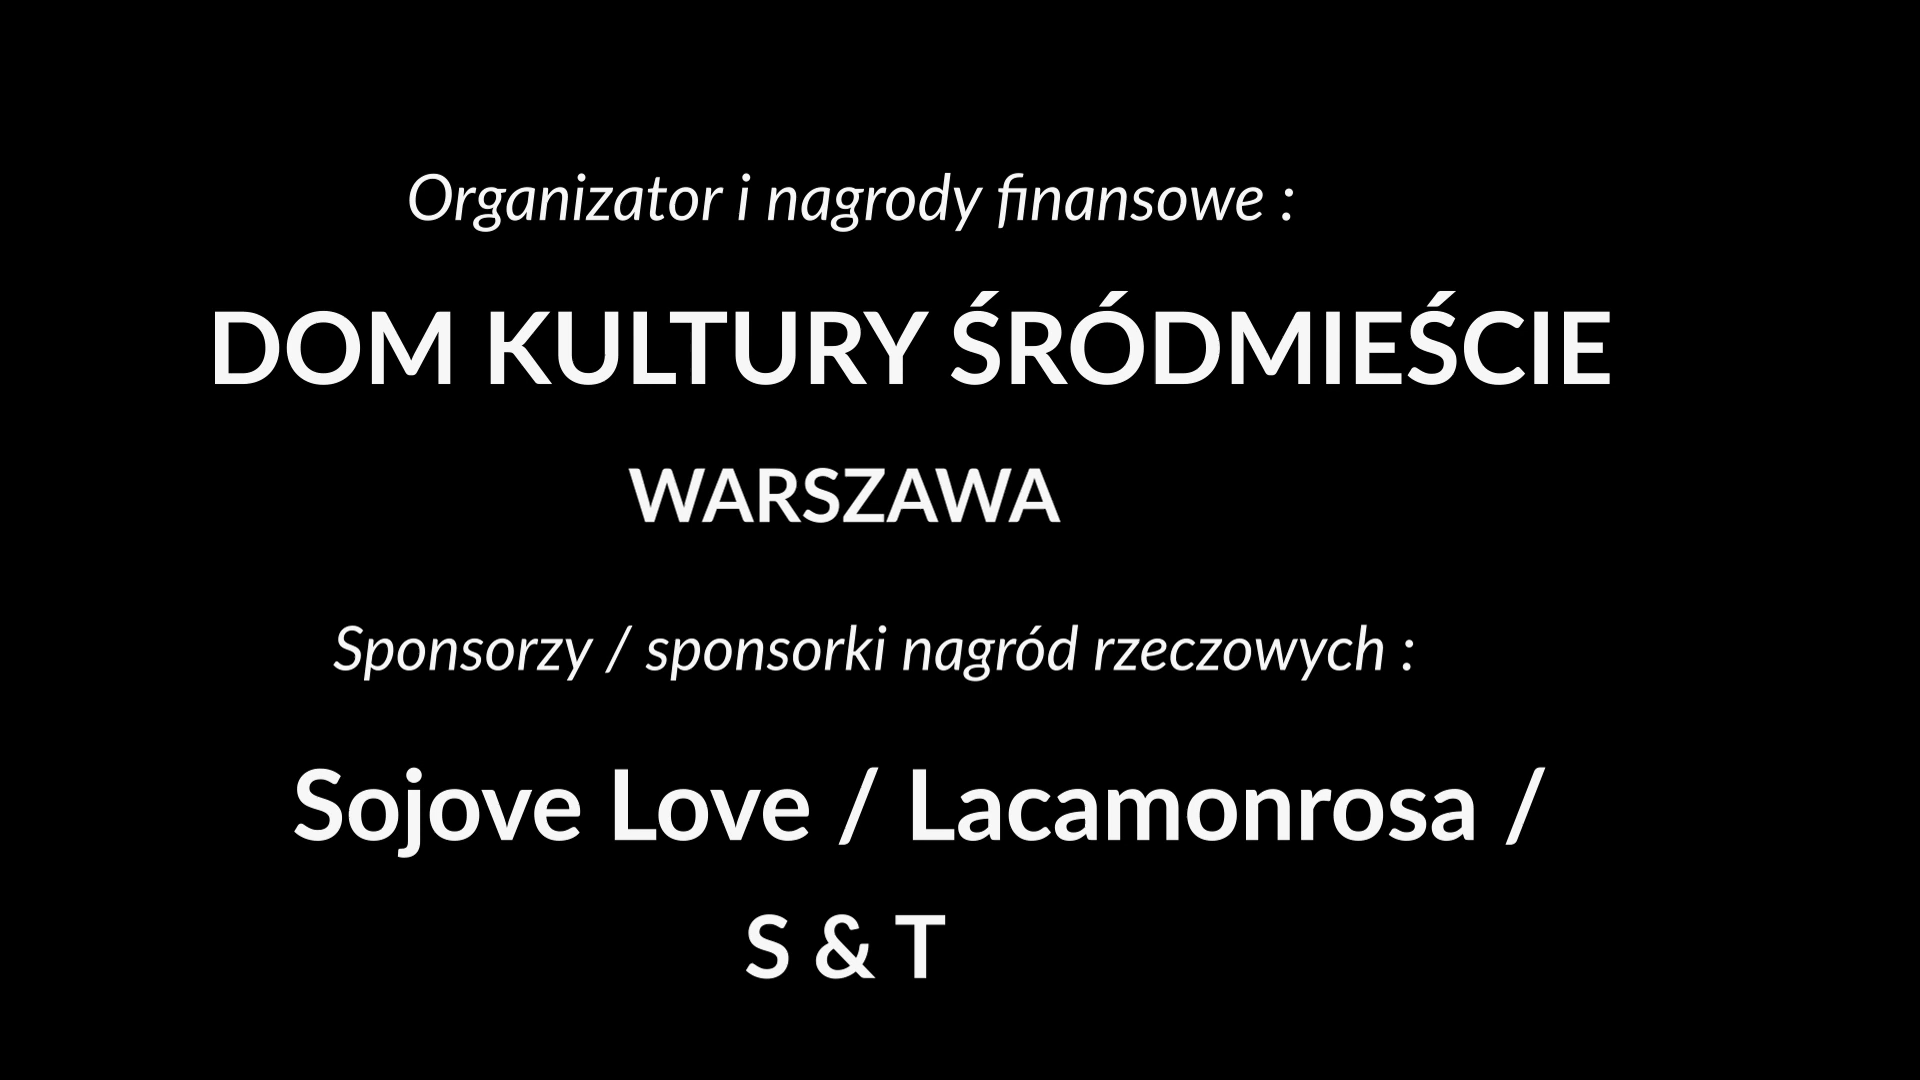 Organizator i nagrody finansowe :
DOM KULTURY ŚRÓDMIEŚCIE
WARSZAWA
Sponsorzy / sponsorki nagród rzeczowych :
Sojove Love / Lacamonrosa /
S & T